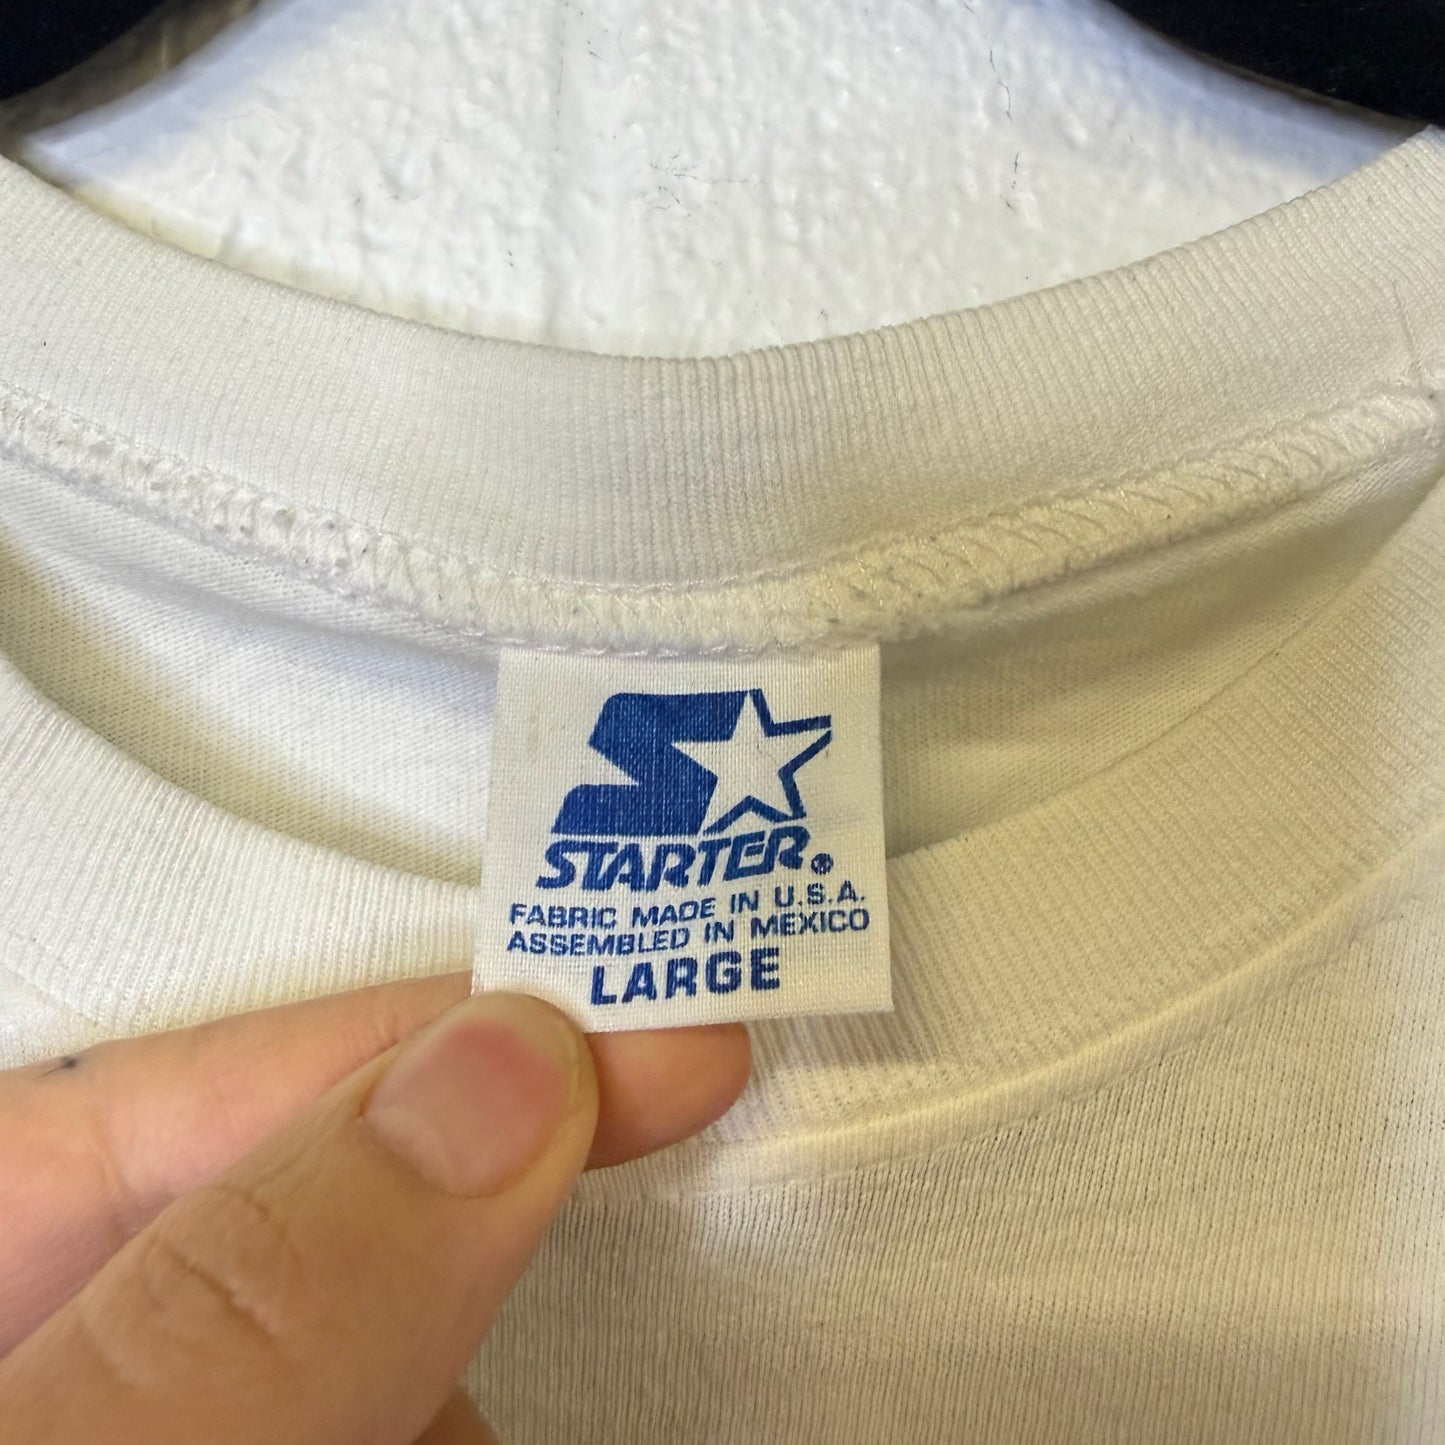 STARTER®
FABRIC MADE IN U.S.A.
ASSEMBLED IN MEXICO
LARGE